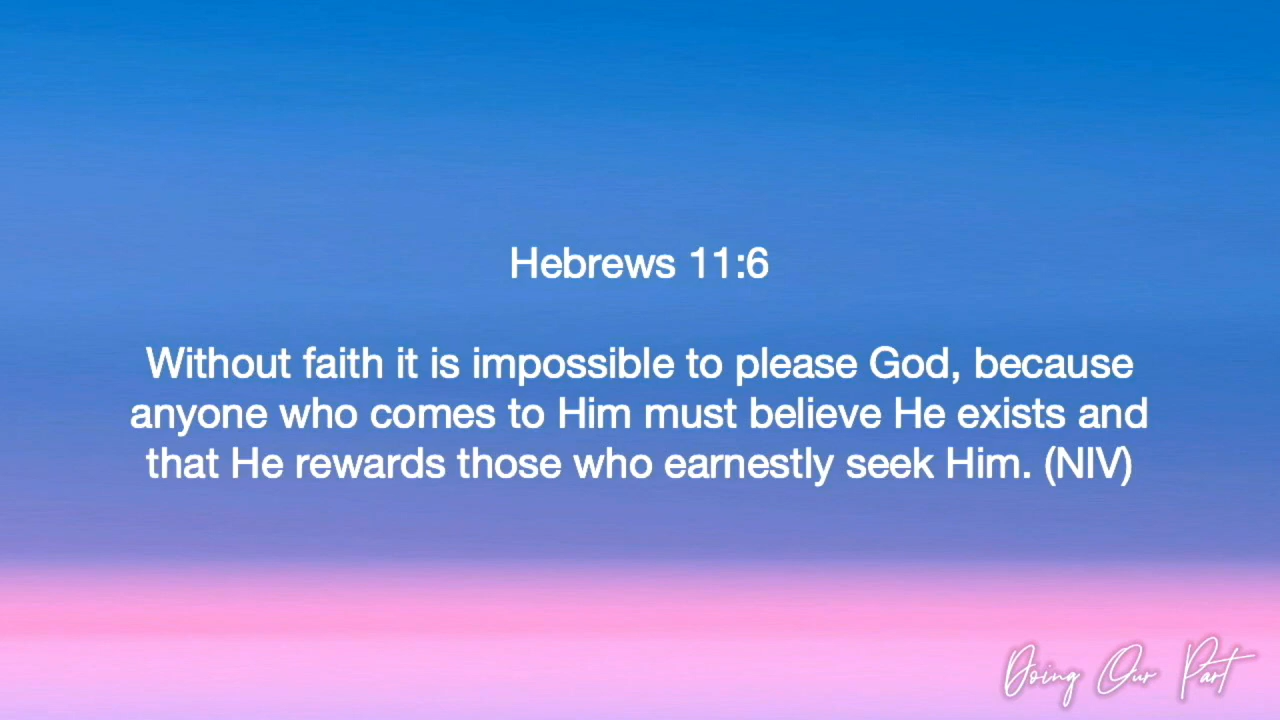 Hebrews 11:6
Without faith it is impossible to please God, because
anyone who comes to Him must believe He exists and
that He rewards those who earnestly seek Him. (NIV)
Doing Our Part